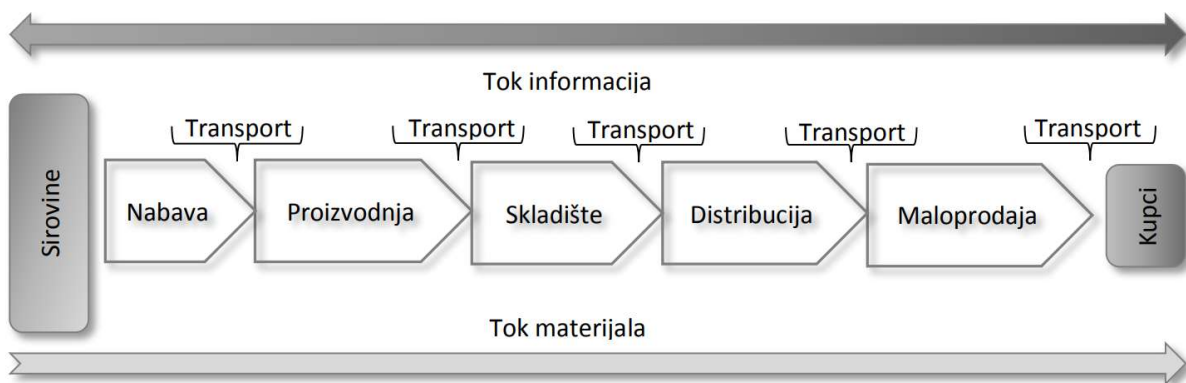 Tok informacija
Transport Transport Transport Transport Transport
Sirovine
Nabava Proizvodnja Skladište Distribucija Maloprodaja
Kupci
Tok materijala